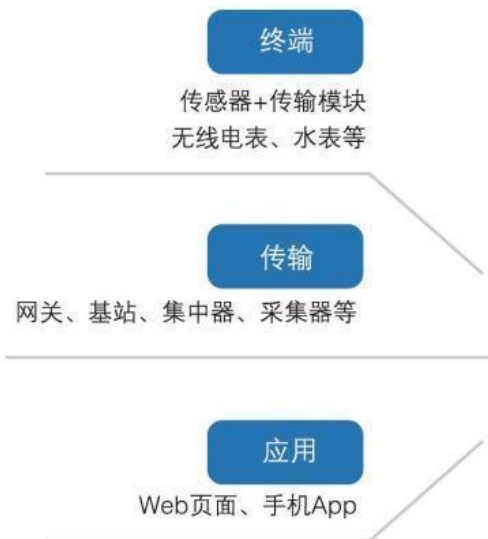 终端
传感器+传输模块
无线电表、水表等
传输
网关、基站、集中器、采集器等
应用
Web页面、手机App